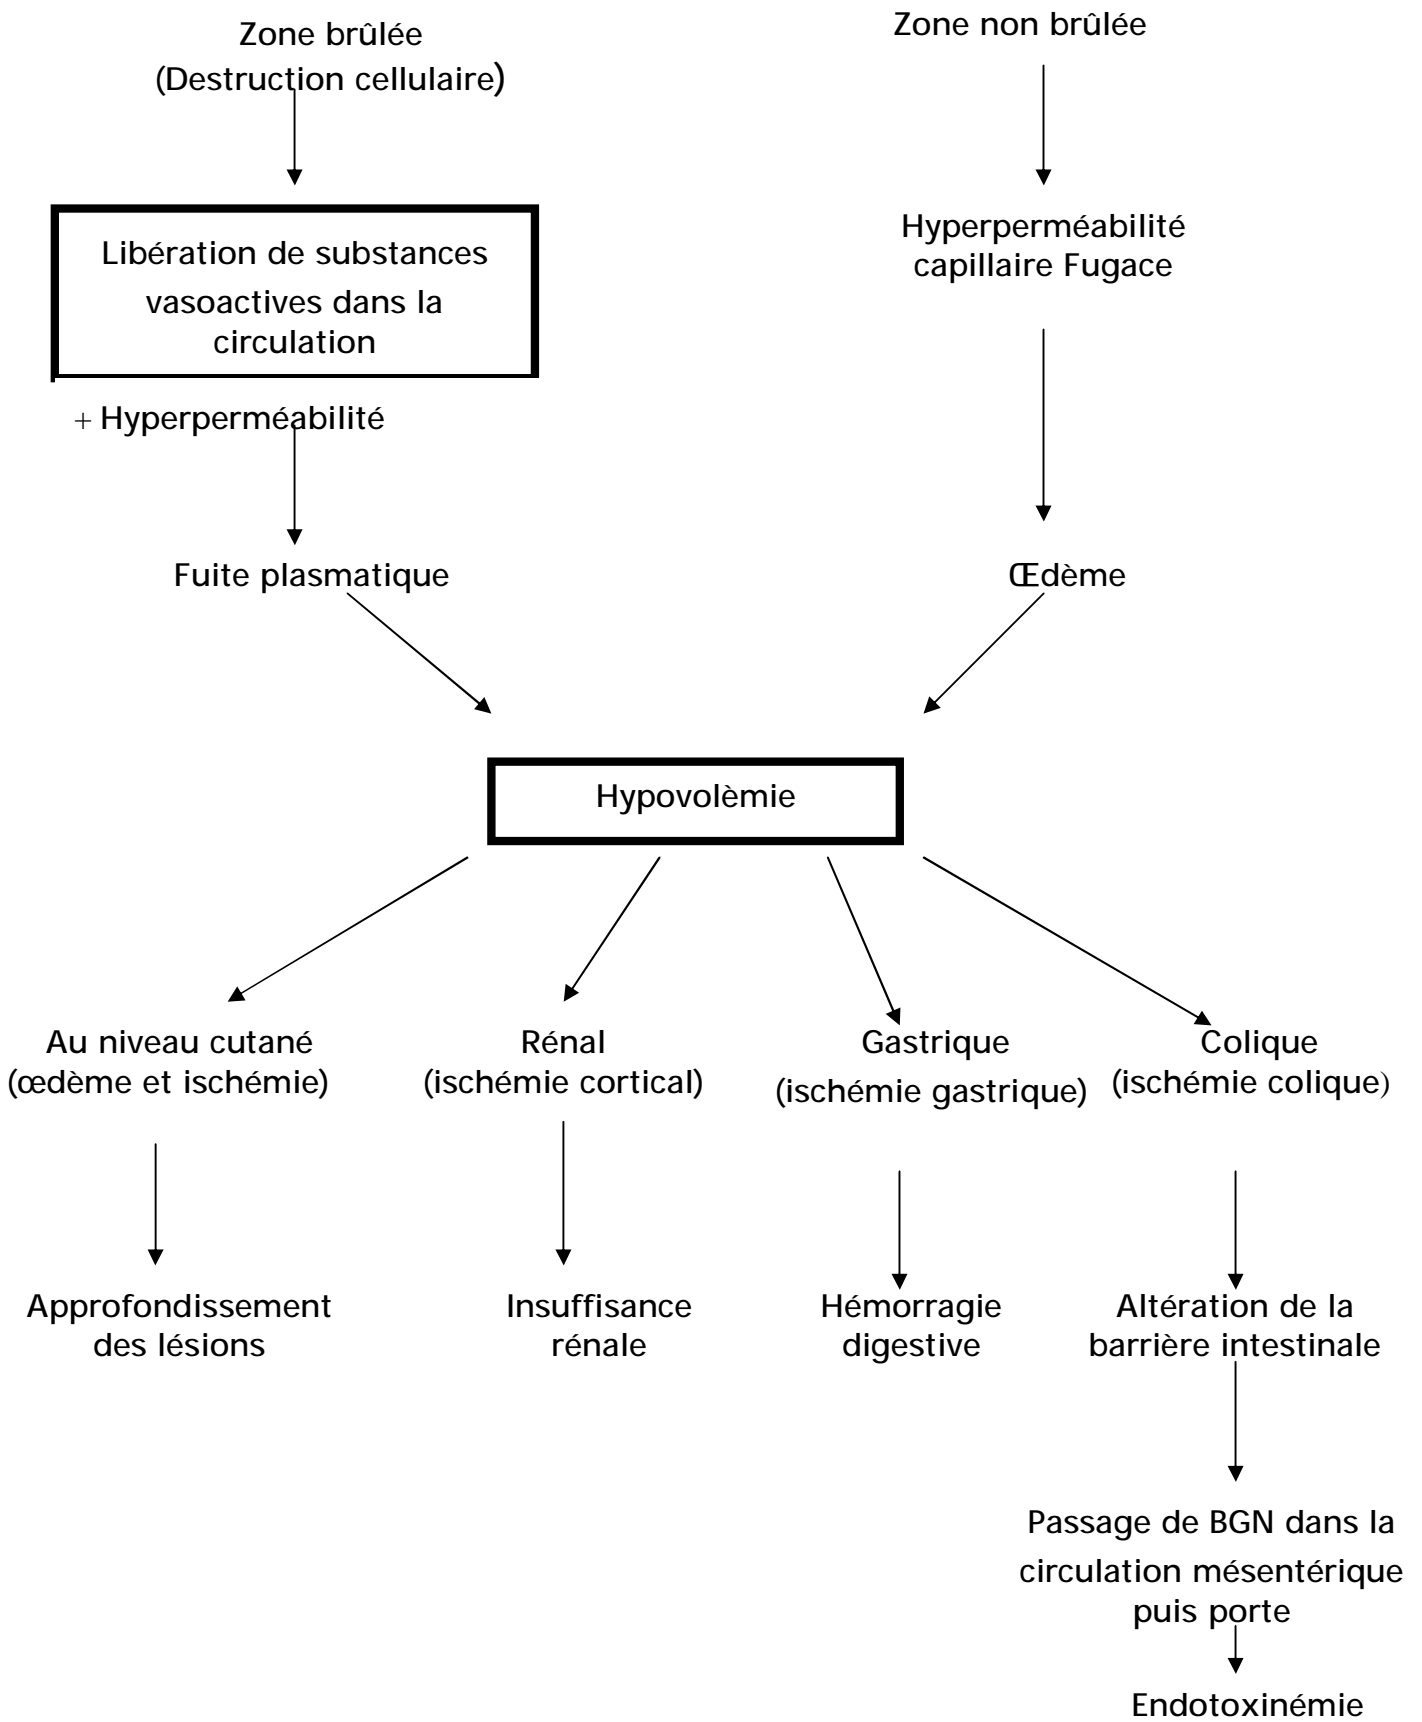 Zone brûlée
(Destruction cellulaire)
Zone non brûlée
Libération de substances
vasoactives dans la
circulation
Hyperperméabilité
capillaire Fugace
+ Hyperperméabilité
Fuite plasmatique
Œdème
Hypovolèmie
Au niveau cutané
(œdème et ischémie)
Rénal
(ischémie cortical)
Gastrique
(ischémie gastrique)
Colique
(ischémie colique)
Approfondissement
des lésions
Insuffisance
rénale
Hémorragie
digestive
Altération de la
barrière intestinale
Passage de BGN dans la
circulation mésentérique
puis porte
Endotoxinémie